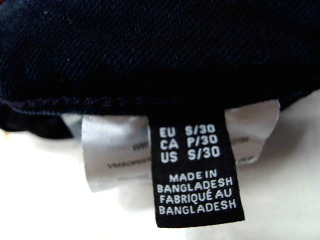 EU S/30
CA P/30
US S/30
MADE IN
BANGLADESH
FABRIQUÉ AU
BANGLADESH